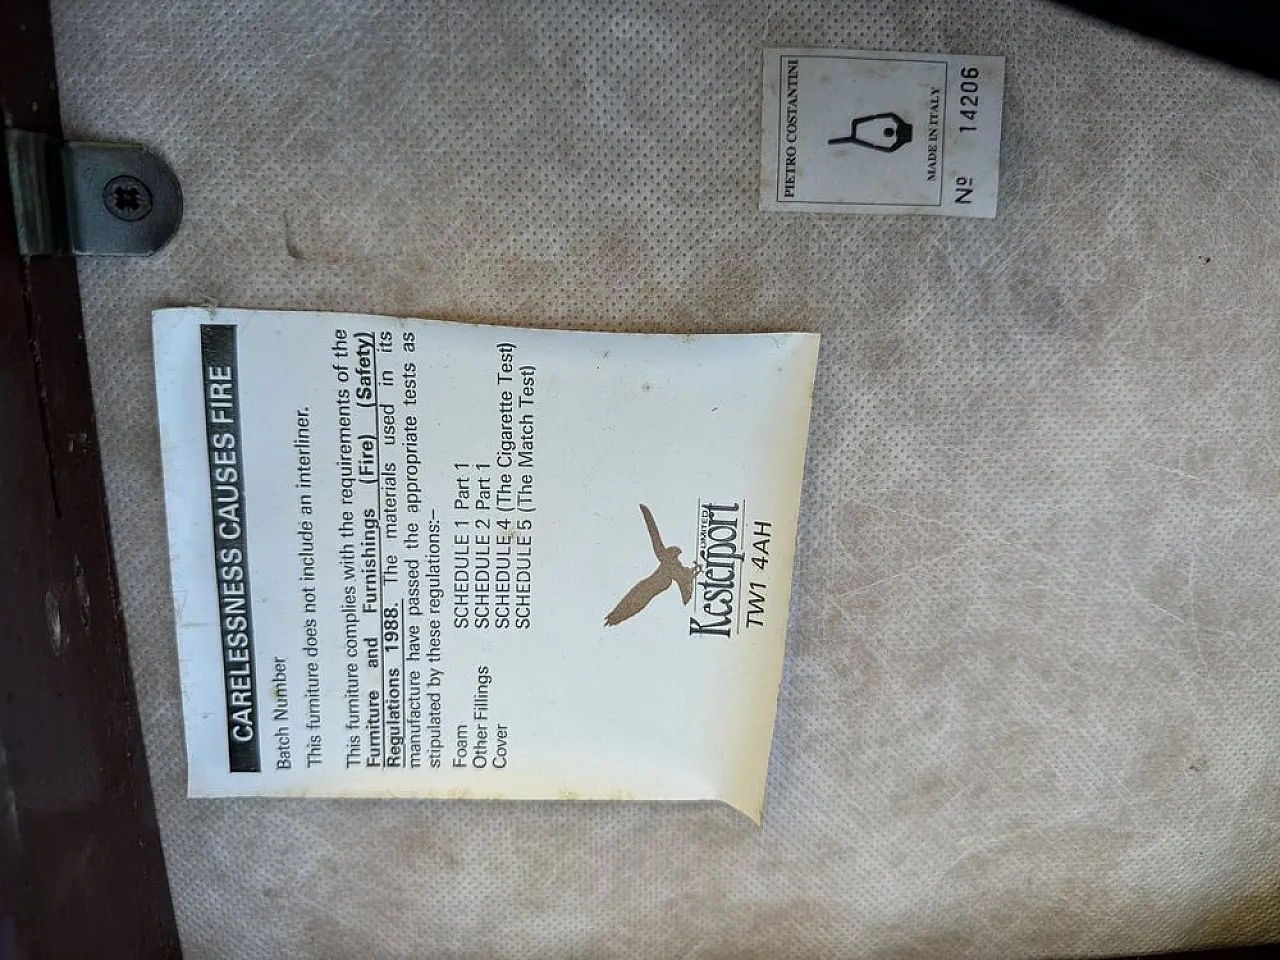 CARELESSNESS CAUSES FIRE
Batch Number
This furniture does not include an interliner.
This furniture complies with the requirements of the
Furniture and Furnishings (Fire) (Safety)
Regulations 1988. The materials used in its
manufacture have passed the appropriate tests as
stipulated by these regulations:–
Foam SCHEDULE 1 Part 1
Other Fillings SCHEDULE 2 Part 1
Cover SCHEDULE 4 (The Cigarette Test)
SCHEDULE 5 (The Match Test)
Kesterport
LIMITED
TW1 4AH
PIETRO COSTANTINI
MADE IN ITALY
Nº 14206